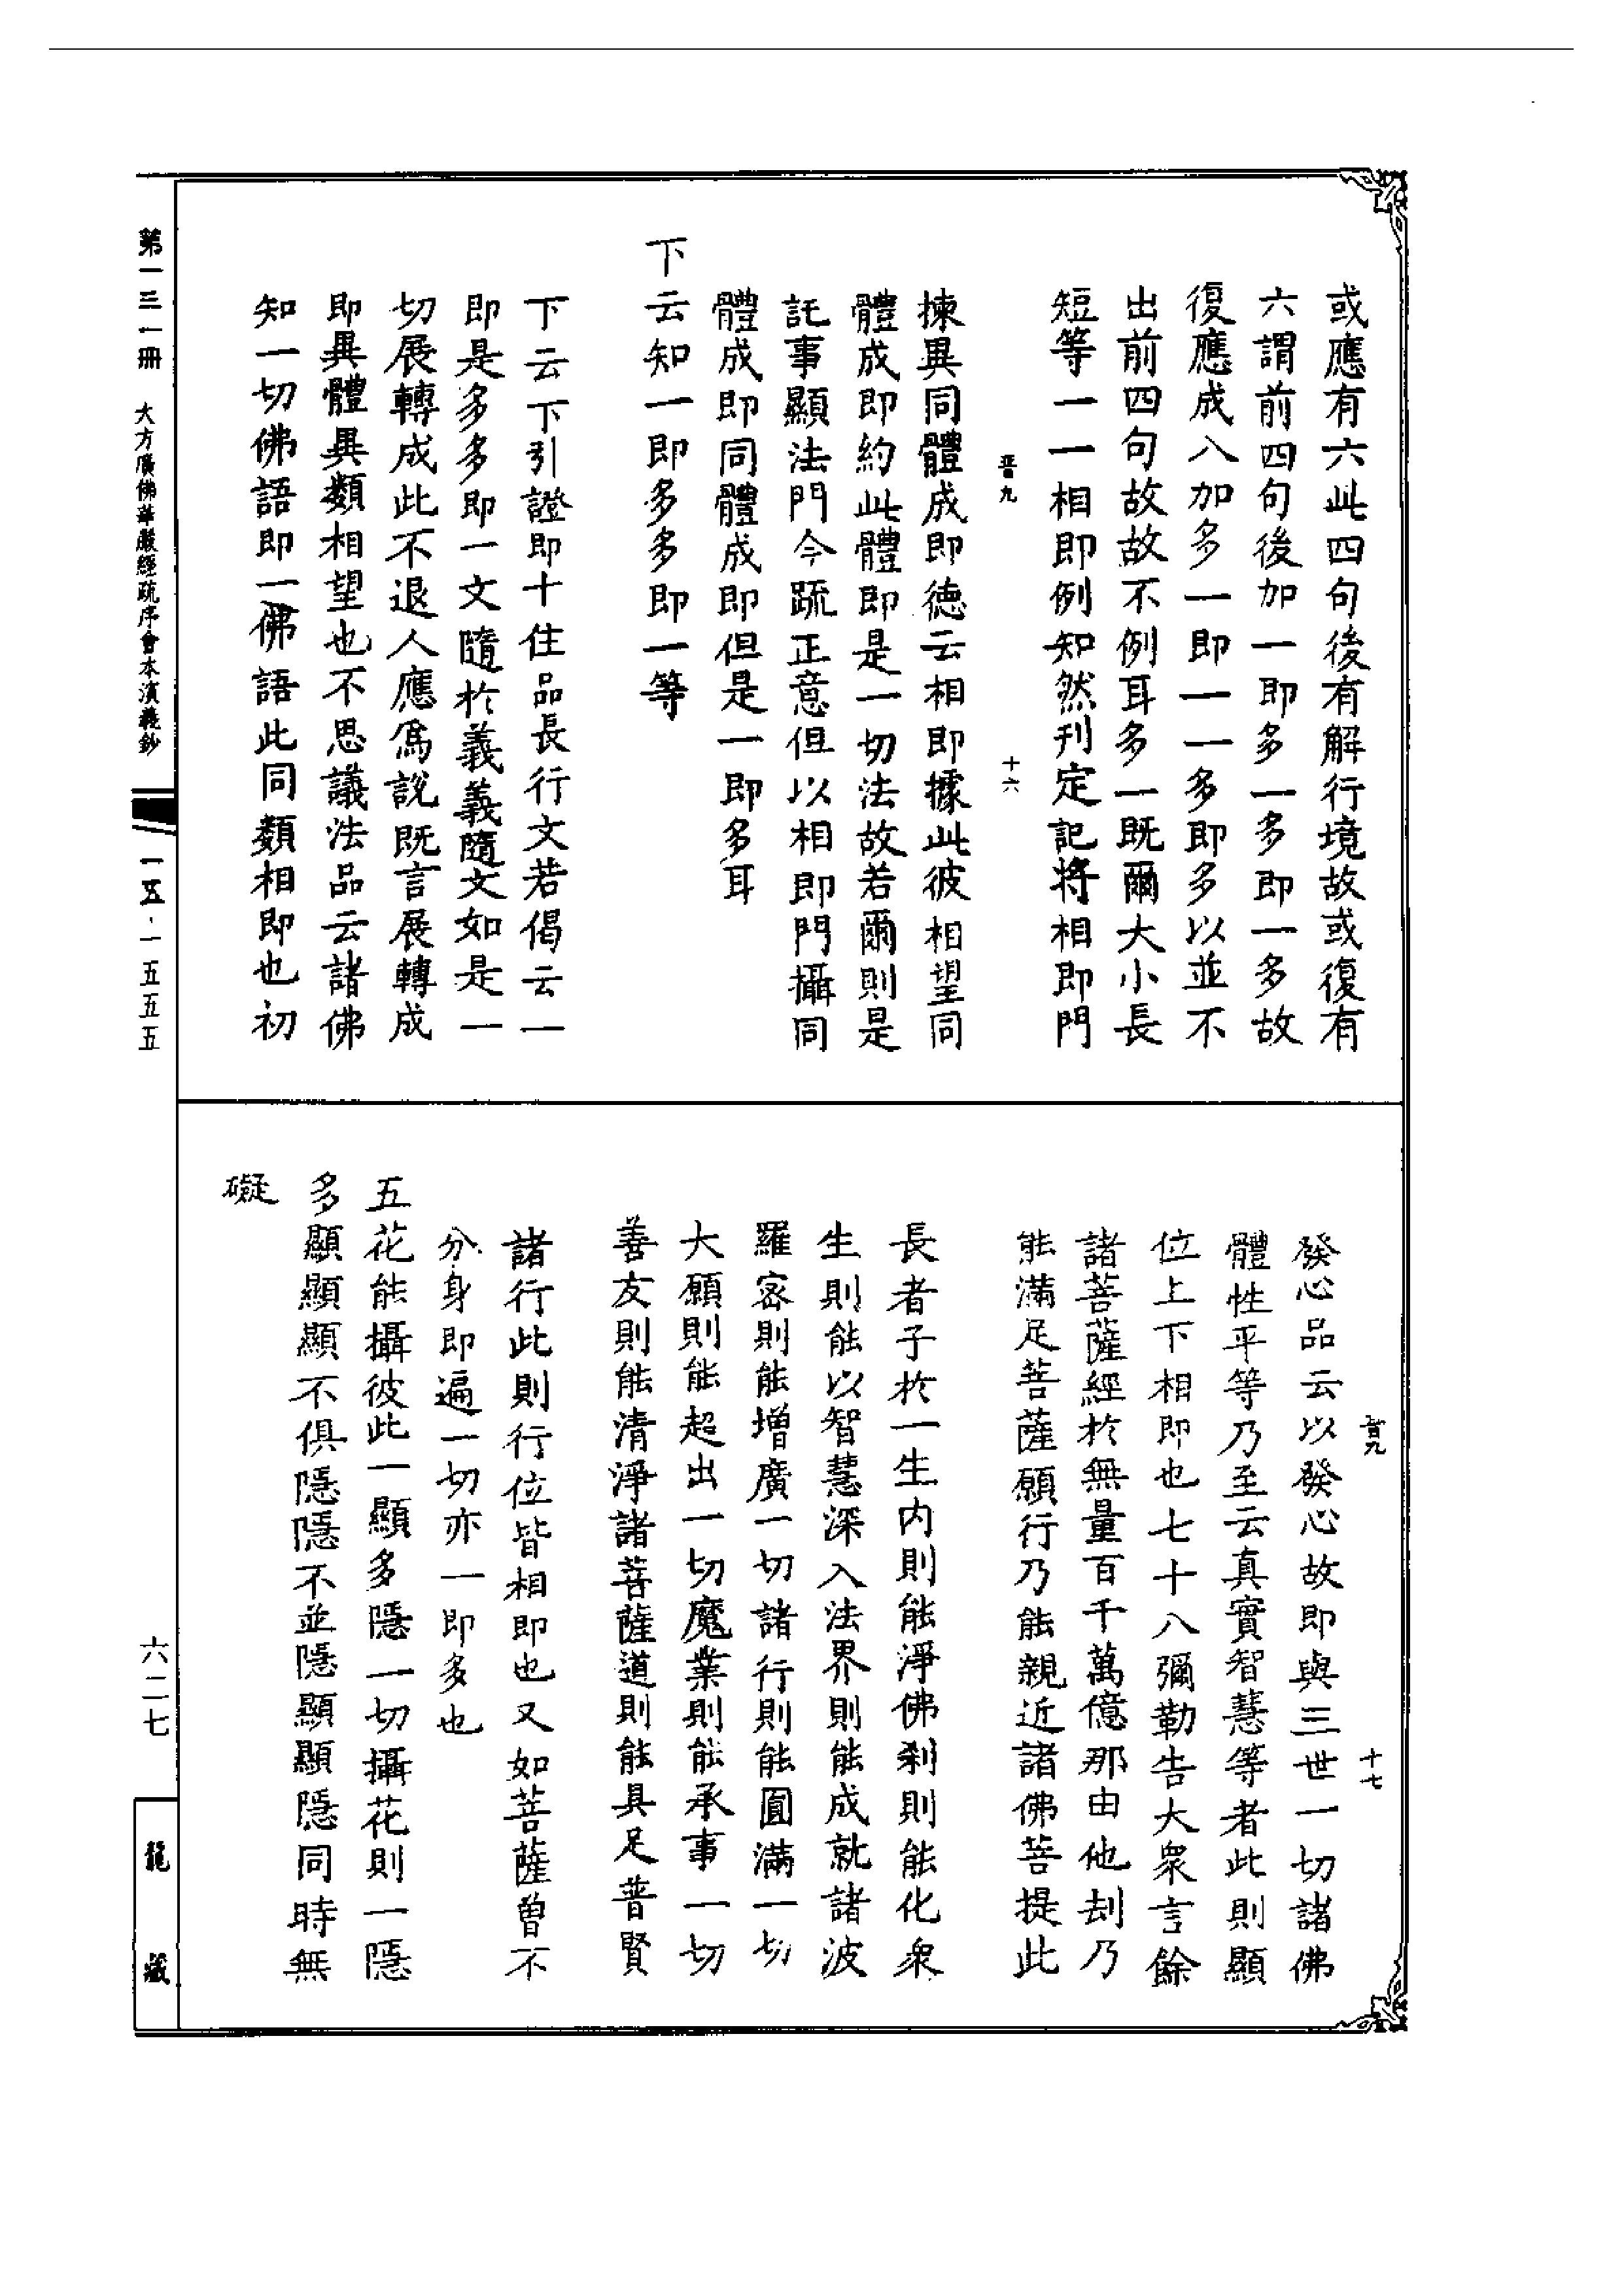 或應有六此四句後有解行境故或復有
六謂前四句後加一即多一多即一多故
復應成八加多一即一一多即多以並不
出前四句故故不例耳多一既爾大小長
短等一一相即例知然刋定記將相即門
晋九 十六
揀異同體成即德云相即據此彼相望同
體成即約此體即是一切法故若爾則是
託事顯法門今䟽正意但以相即門攝同
體成即同體成即但是一即多耳
下云知一即多多即一等
下云下引證即十住品長行文若偈云一
即是多多即一文隨於義義隨文如是一
切展轉成此不退人應爲說既言展轉成
即異體異類相望也不思議法品云諸佛
知一切佛語即一佛語此同類相即也初
晋九 十七
發心品云以發心故即與三世一切諸佛
體性平等乃至云真實智慧等者此則顯
位上下相即也七十八彌勒告大衆言餘
諸菩薩經於無量百千萬億那由他刼乃
能滿足菩薩願行乃能親近諸佛菩提此
長者子於一生内則能淨佛刹則能化衆
生則能以智慧深入法界則能成就諸波
羅密則能增廣一切諸行則能圓滿一切
大願則能超出一切魔業則能承事一切
善友則能清淨諸菩薩道則能具足普賢
諸行此則行位皆相即也又如菩薩曾不
分身即遍一切亦一即多也
五花能攝彼此一顯多隱一切攝花則一隱
多顯顯顯不俱隱隱不並隱顯顯隱同時無
礙
第一三一册 大方廣佛華嚴經疏序會本演義鈔 一五·一五五五 六二七 龍藏